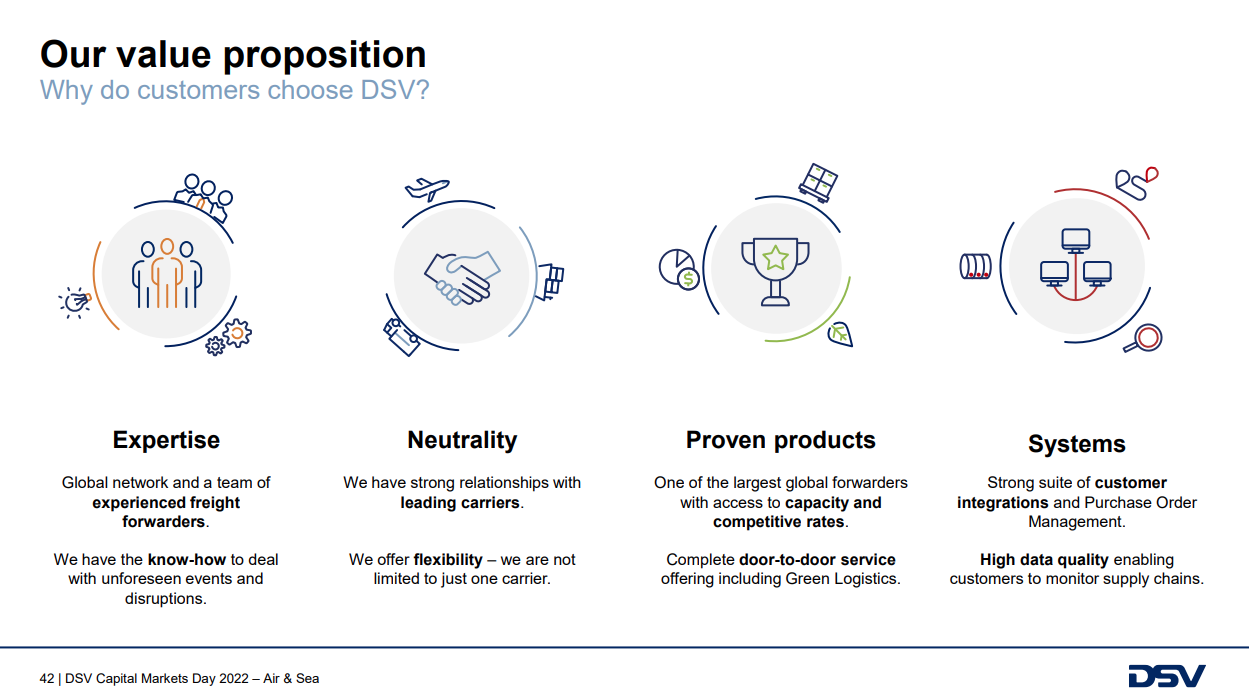 Our value proposition
Why do customers choose DSV?
Expertise
Global network and a team of
experienced freight
forwarders.
We have the know-how to deal
with unforeseen events and
disruptions.
Neutrality
We have strong relationships with
leading carriers.
We offer flexibility – we are not
limited to just one carrier.
Proven products
One of the largest global forwarders
with access to capacity and
competitive rates.
Complete door-to-door service
offering including Green Logistics.
Systems
Strong suite of customer
integrations and Purchase Order
Management.
High data quality enabling
customers to monitor supply chains.
42 | DSV Capital Markets Day 2022 – Air & Sea
DSV